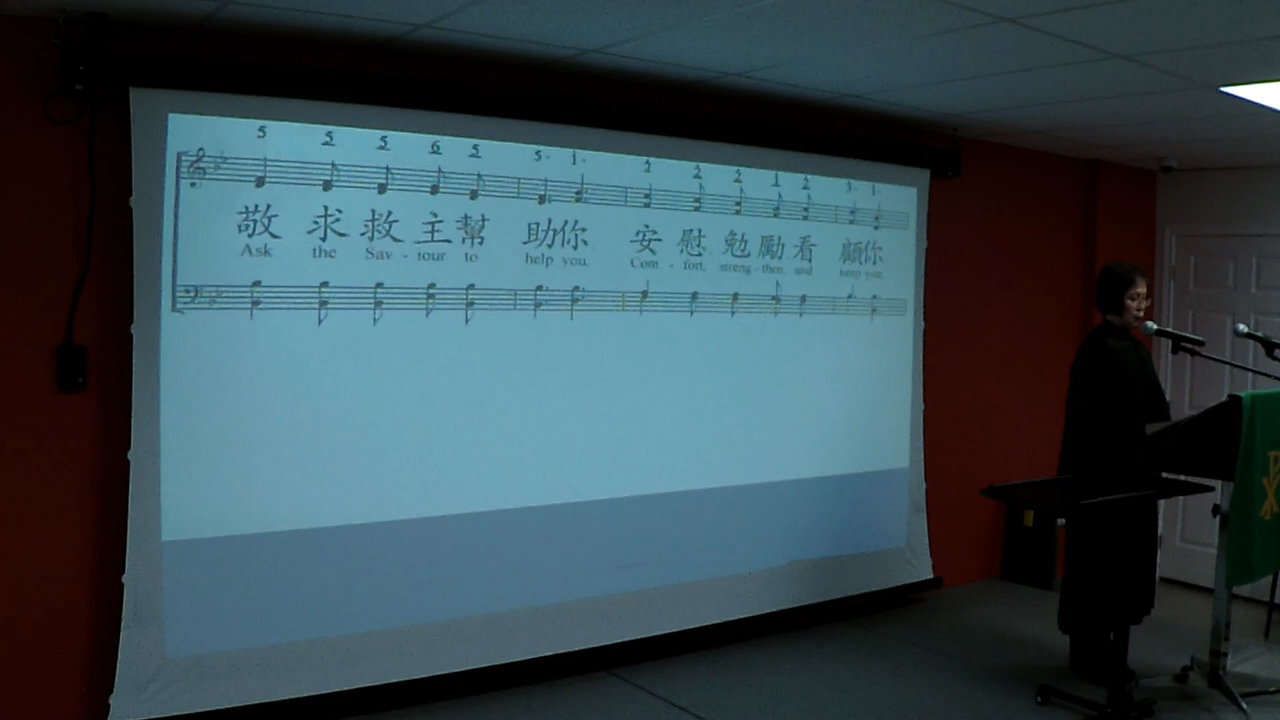 5 5 5 6 5 5· 1· 2 2 2 1 2 3· 1·
敬 求 救 主 幫 助你 安 慰 勉 勵 看 顧你
Ask the Sav - iour to help you. Com - fort, streng - then, and keep you.